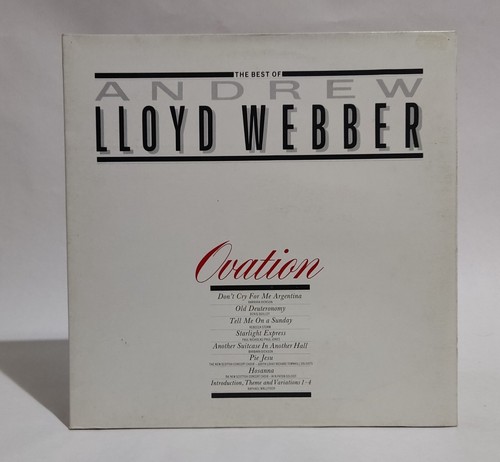 THE BEST OF
ANDREW
LLOYD WEBBER
Ovation
Don't Cry For Me Argentina
Old Deuteronomy
Tell Me On a Sunday
Starlight Express
Another Suitcase In Another Hall
Pie Jesu
Hosanna
Introduction, Theme and Variations 1-4